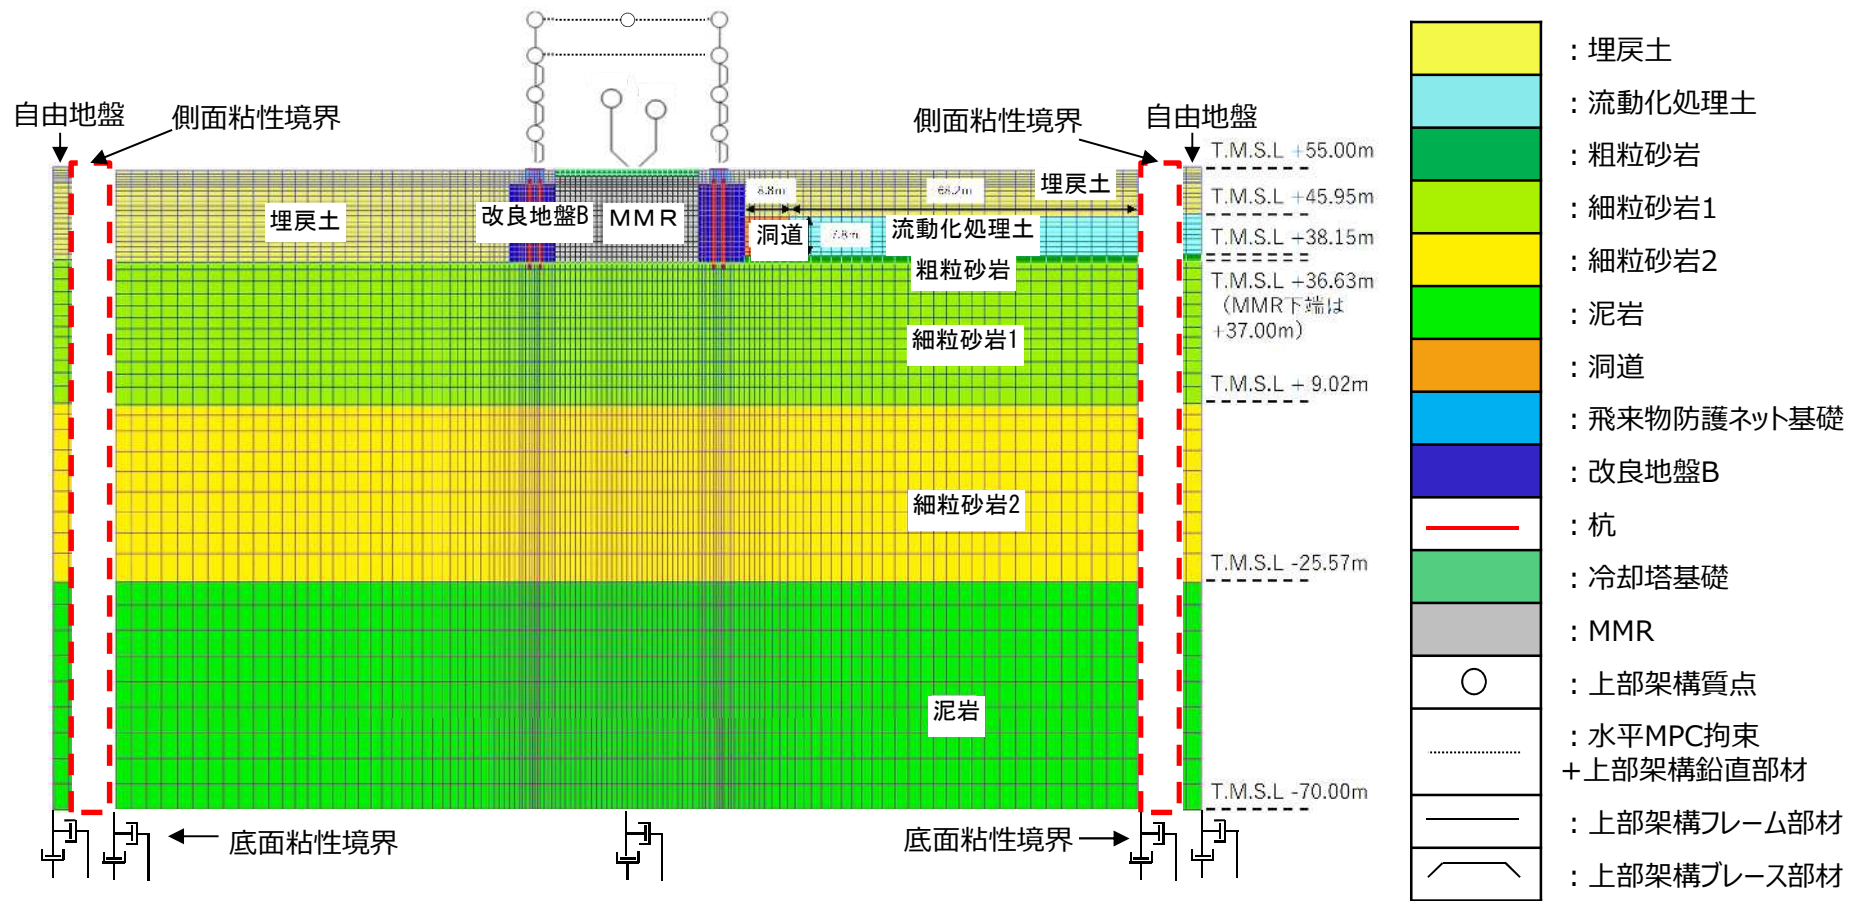 自由地盤
側面粘性境界
側面粘性境界
自由地盤
T.M.S.L +55.00m
T.M.S.L +45.95m
T.M.S.L +38.15m
T.M.S.L +36.63m
（MMR下端は
+37.00m）
T.M.S.L + 9.02m
T.M.S.L -25.57m
T.M.S.L -70.00m
埋戻土
改良地盤B
MMR
8.8m
68.2m
埋戻土
洞道
7.8m
流動化処理土
粗粒砂岩
細粒砂岩1
細粒砂岩2
泥岩
底面粘性境界
底面粘性境界
：埋戻土
：流動化処理土
：粗粒砂岩
：細粒砂岩1
：細粒砂岩2
：泥岩
：洞道
：飛来物防護ネット基礎
：改良地盤B
：杭
：冷却塔基礎
：MMR
：上部架構質点
：水平MPC拘束
+上部架構鉛直部材
：上部架構フレーム部材
：上部架構ブレース部材